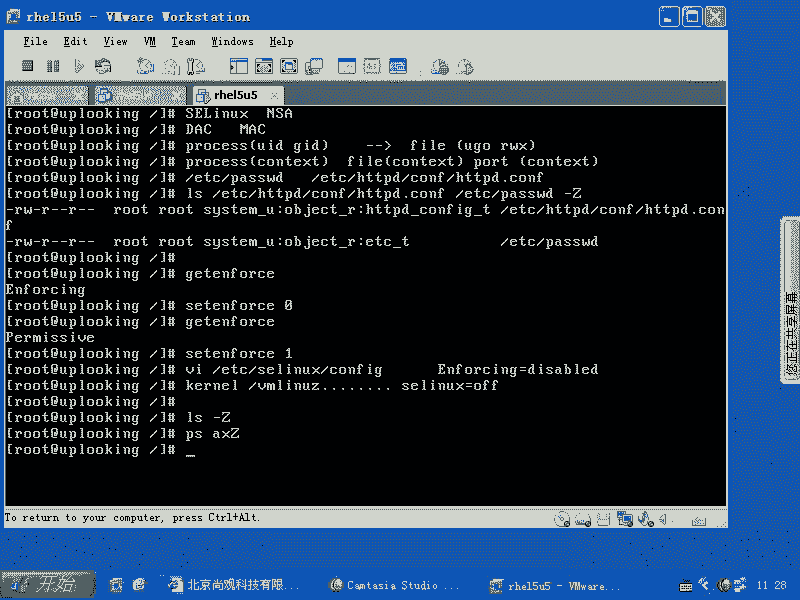 rhel5u5 - VMware Workstation
File Edit View VM Team Windows Help
rhel5u5
[root@uplooking /]# SELinux  NSA
[root@uplooking /]# DAC   MAC
[root@uplooking /]# process(uid gid)    -->  file (ugo rwx)
[root@uplooking /]# process(context)  file(context) port (context)
[root@uplooking /]# /etc/passwd   /etc/httpd/conf/httpd.conf
[root@uplooking /]# ls /etc/httpd/conf/httpd.conf /etc/passwd -Z
-rw-r--r--  root root system_u:object_r:httpd_config_t /etc/httpd/conf/httpd.con
f
-rw-r--r--  root root system_u:object_r:etc_t          /etc/passwd
[root@uplooking /]#
[root@uplooking /]# getenforce
Enforcing
[root@uplooking /]# setenforce 0
[root@uplooking /]# getenforce
Permissive
[root@uplooking /]# setenforce 1
[root@uplooking /]# vi /etc/selinux/config      Enforcing=disabled
[root@uplooking /]# kernel /vmlinuz........ selinux=off
[root@uplooking /]#
[root@uplooking /]# ls -Z
[root@uplooking /]# ps axZ
[root@uplooking /]# _
To return to your computer, press Ctrl+Alt.
您正在共享屏幕
开始 北京尚观科技有限... Camtasia Studio ... rhel5u5 - VMware... 11 28